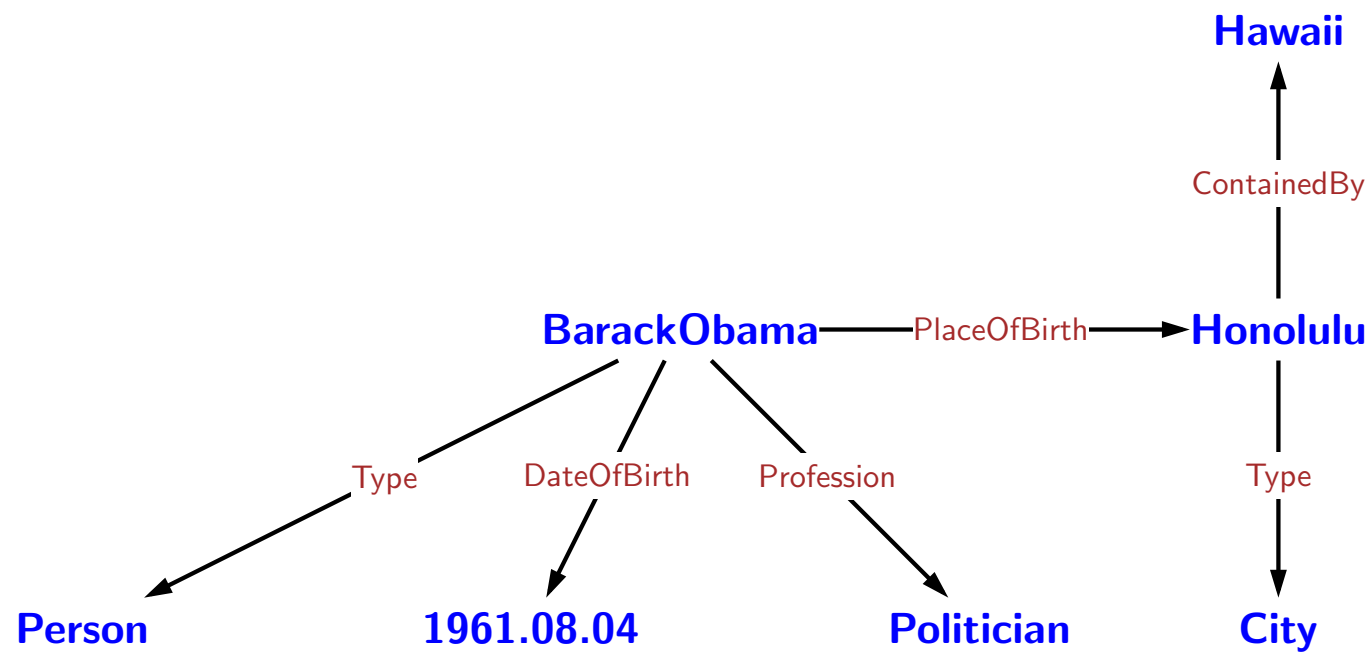 Hawaii
ContainedBy
BarackObama PlaceOfBirth Honolulu
Type DateOfBirth Profession Type
Person 1961.08.04 Politician City